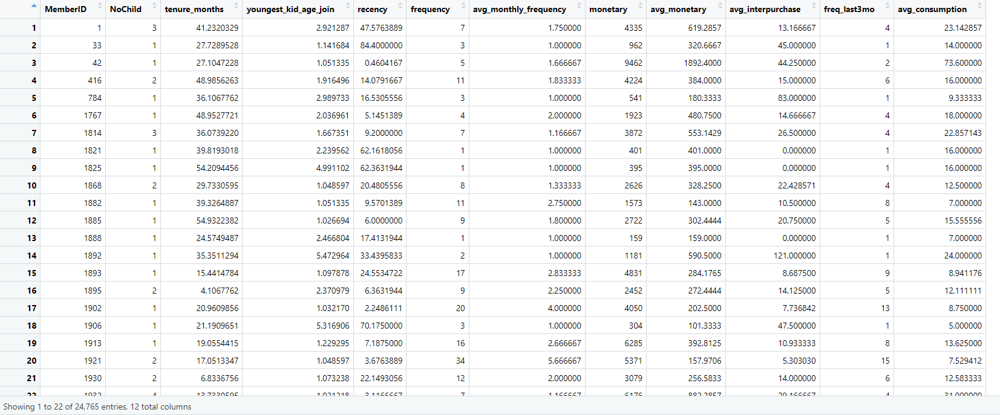 MemberID NoChild tenure_months youngest_kid_age_join recency frequency avg_monthly_frequency monetary avg_monetary avg_interpurchase freq_last3mo avg_consumption
1 1 3 41.2320329 2.921287 47.5763889 7 1.750000 4335 619.2857 13.166667 4 23.142857
2 33 1 27.7289528 1.141684 84.4000000 3 1.000000 962 320.6667 45.000000 1 14.000000
3 42 1 27.1047228 1.051335 0.4604167 5 1.666667 9462 1892.4000 44.250000 2 73.600000
4 416 2 48.9856263 1.916496 14.0791667 11 1.833333 4224 384.0000 15.000000 6 16.000000
5 784 1 36.1067762 2.989733 16.5305556 3 1.000000 541 180.3333 83.000000 1 9.333333
6 1767 1 48.9527721 2.036961 5.1451389 4 2.000000 1923 480.7500 14.666667 4 18.000000
7 1814 3 36.0739220 1.667351 9.2000000 7 1.166667 3872 553.1429 26.500000 4 22.857143
8 1821 1 39.8193018 2.239562 62.1618056 1 1.000000 401 401.0000 0.000000 1 16.000000
9 1825 1 54.2094456 4.991102 62.3631944 1 1.000000 395 395.0000 0.000000 1 16.000000
10 1868 2 29.7330595 1.048597 20.4805556 8 1.333333 2626 328.2500 22.428571 4 12.500000
11 1882 1 39.3264887 1.051335 9.5701389 11 2.750000 1573 143.0000 10.500000 8 7.000000
12 1885 1 54.9322382 1.026694 6.0000000 9 1.800000 2722 302.4444 20.750000 5 15.555556
13 1888 1 24.5749487 2.466804 17.4131944 1 1.000000 159 159.0000 0.000000 1 7.000000
14 1892 1 35.3511294 5.472964 33.4395833 2 1.000000 1181 590.5000 121.000000 1 24.000000
15 1893 1 15.4414784 1.097878 24.5534722 17 2.833333 4831 284.1765 8.687500 9 8.941176
16 1895 2 4.1067762 2.370979 6.3631944 9 2.250000 2452 272.4444 14.125000 5 12.111111
17 1902 1 20.9609856 1.032170 2.2486111 20 4.000000 4050 202.5000 7.736842 13 8.750000
18 1906 1 21.1909651 5.316906 70.1750000 3 1.000000 304 101.3333 47.500000 1 5.000000
19 1913 1 19.0554415 1.229295 7.1875000 16 2.666667 6285 392.8125 10.933333 8 13.625000
20 1921 2 17.0513347 1.048597 3.6763889 34 5.666667 5371 157.9706 5.303030 15 7.529412
21 1930 2 6.8336756 1.073238 22.1493056 12 2.000000 3079 256.5833 14.000000 6 12.583333
Showing 1 to 22 of 24,765 entries, 12 total columns